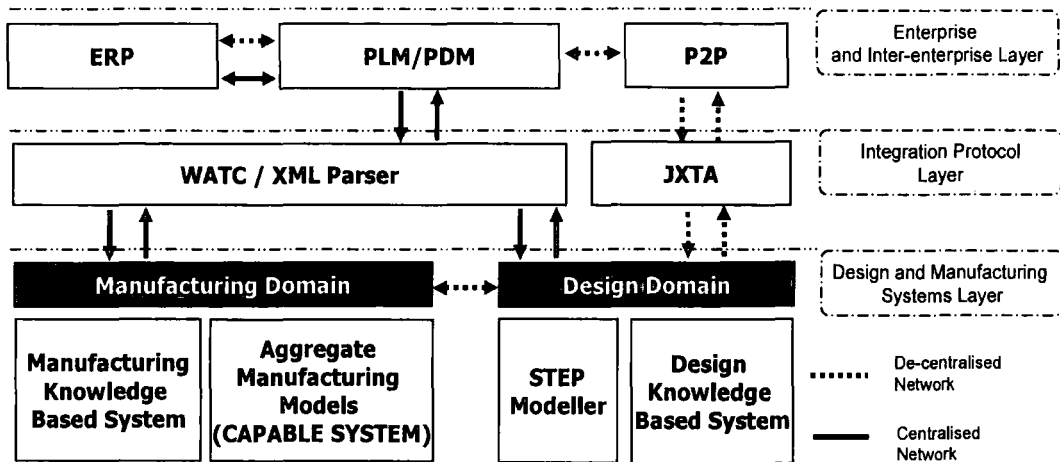 ERP
PLM/PDM
P2P
Enterprise
and Inter-enterprise Layer
WATC / XML Parser
JXTA
Integration Protocol
Layer
Manufacturing Domain
Design Domain
Design and Manufacturing
Systems Layer
Manufacturing
Knowledge
Based System
Aggregate
Manufacturing
Models
(CAPABLE SYSTEM)
STEP
Modeller
Design
Knowledge
Based System
De-centralised
Network
Centralised
Network